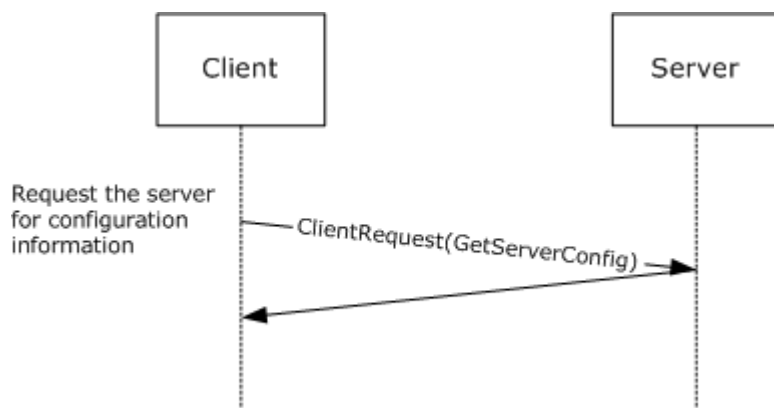 Client
Server
Request the server
for configuration
information
ClientRequest(GetServerConfig)